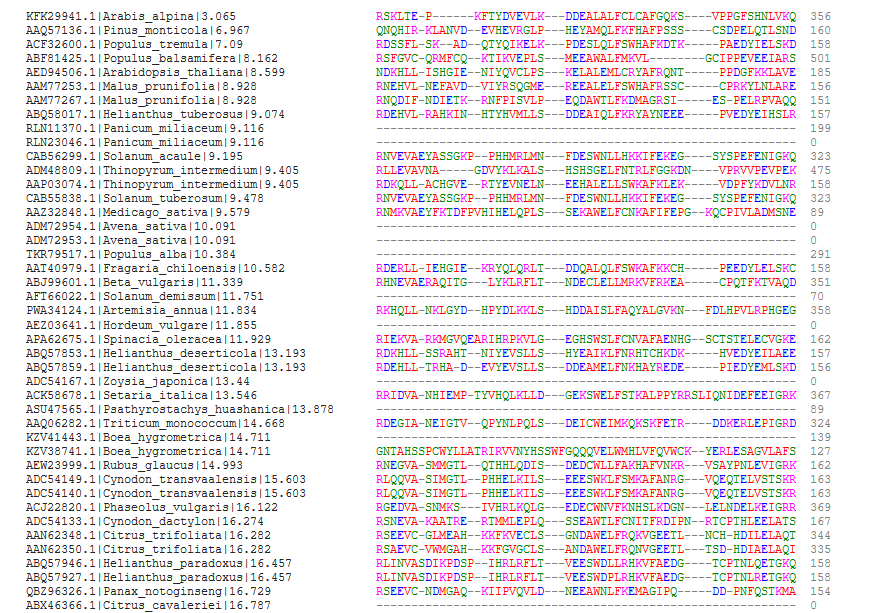 KFK29941.1|Arabis_alpina|3.065 RSKLTE-P------KFTYDVEVLK---DDEALALFCLCAFGQKS-----VPPGFSHNLVKQ 356
AAQ57136.1|Pinus_monticola|6.967 QNQHIR-KLANVD--EVHEVRGLP---HEYAMQLFKHAFPSSS-----CSDPELQTLSND 160
ACF32600.1|Populus_tremula|7.09 RDSSFL-SK--AD--QTYQIKELK---PDESLQLFSWHAFKDTK-----PAEDYIELSKD 158
ABF81425.1|Populus_balsamifera|8.162 RSFGVC-QRMFCQ--KTIKVEPLS---MEEAWALFMKVL--------GCIPPEVEEIARS 501
AED94506.1|Arabidopsis_thaliana|8.599 NDKHLL-ISHGIE--NIYQVCLPS---KELALEMLCRYAFRQNT-----PPDGFKKLAVE 185
AAM77253.1|Malus_prunifolia|8.928 RNEHVL-NEFAVD--VIYRSQGME---REEALELFSWHAFRSSC-----CPRKYLNLARE 156
AAM77267.1|Malus_prunifolia|8.928 RNQDIF-NDIETK--RNFPISVLP---EQDAWTLFKDMAGRSI------ES-PELRPVAQQ 151
ABQ58017.1|Helianthus_tuberosus|9.074 RDEHVL-RAHKIN--HTYHVMLLS---DDEAIQLFKRYAYNEEE-----PVEDYEIHSLR 157
RLN11370.1|Panicum_miliaceum|9.116 ------------------------------------------------------------ 199
RLN23046.1|Panicum_miliaceum|9.116 ------------------------------------------------------------ 0
CAB56299.1|Solanum_acaule|9.195 RNVEVAEYASSGKP--PHHMRLMN---FDESWNLLHKKIFEKEG----SYSPEFENIGKQ 323
ADM48809.1|Thinopyrum_intermedium|9.405 RLLEVAVNA-----GDVYKLKALS---HSHSGELFNTRLFGGKDN----VPRVVPEVPEK 475
AAP03074.1|Thinopyrum_intermedium|9.405 RDKQLL-ACHGVE--RTYEVNELN---EEHALELLSWKAFKLEK-----VDPFYKDVLNR 158
CAB55838.1|Solanum_tuberosum|9.478 RNVEVAEYASSGKP--PHHMRLMN---FDESWNLLHKKIFEKEG----SYSPEFENIGKQ 323
AAZ32848.1|Medicago_sativa|9.579 RNMKVAEYFKTDFPVHIHELQPLS---SEKAWELFCNKAFIFEPG---KQCPIVLADMSNE 89
ADM72954.1|Avena_sativa|10.091 ------------------------------------------------------------ 0
ADM72953.1|Avena_sativa|10.091 ------------------------------------------------------------ 0
TKR79517.1|Populus_alba|10.384 ------------------------------------------------------------ 291
AAT40979.1|Fragaria_chiloensis|10.582 RDERLL-IEHGIE--KRYQLQRLT---DDQALQLFSWKAFKKCH-----PEEDYLELSKC 158
ABJ99601.1|Beta_vulgaris|11.339 RHNEVAERAQITG---LYKLRFLT---NDECLELLMRKVFRKEA-----CPQTFKTVAQD 351
AFT66022.1|Solanum_demissum|11.751 ------------------------------------------------------------ 70
PWA34124.1|Artemisia_annua|11.834 RKHQLL-NKLGYD--HPYDLKKLS---HDDAISLFAQYALGVKN----FDLHPVLRPHGEG 358
AEZ03641.1|Hordeum_vulgare|11.855 ------------------------------------------------------------ 0
APA62675.1|Spinacia_oleracea|11.929 RIEKVA-RKMGVQEARIHRPKVLG---EGHSWSLFCNVAFAENHG---SCTSTELECVGKE 162
ABQ57853.1|Helianthus_deserticola|13.193 RDKHLL-SSRAHT--NIYEVSLLS---HYEAIKLFNRHTCHKDK-----HVEDYEILAEE 157
ABQ57859.1|Helianthus_deserticola|13.193 RDEHLL-TRHA-D--EVYEVSLLS---DDEAMELFNKHAYREDE-----PIEDYEMLSKD 156
ADC54167.1|Zoysia_japonica|13.44 ------------------------------------------------------------ 0
ACK58678.1|Setaria_italica|13.546 RRIDVA-NHIEMP-TYVHQLKLLD---GEKSWELFSTKALPPYRRSLIQNIDEFEEIGRK 367
ASU47565.1|Psathyrostachys_huashanica|13.878 ------------------------------------------------------------ 89
AAQ06282.1|Triticum_monococcum|14.668 RDEGIA-NEIGTV--QPYNLPQLS---DEICWEIMKQKSKFETR----DDKERLEPIGRD 324
KZV41443.1|Boea_hygrometrica|14.711 ------------------------------------------------------------ 139
KZV38741.1|Boea_hygrometrica|14.711 GNTAHSSPCWYLLATRIRVVNYHSSWFGQQQVELWMHLVFQVWCK---YERLESAGVLAFS 127
AEW23999.1|Rubus_glaucus|14.993 RNEGVA-SMMGTL--QTHHLQDIS---DEDCWLLFAKHAFVNKR----VSAYPNLEVIGRK 162
ADC54149.1|Cynodon_transvaalensis|15.603 RLQQVA-SIMGTL--PHHELKILS---EEESWKLFSMKAFANRG----VQEQTELVSTSKR 163
ADC54145.1|Cynodon_transvaalensis|15.603 RLQQVA-SIMGTL--PHHELKILS---EEESWKLFSMKAFANRG----VQEQTELVSTSKR 163
ACJ22820.1|Phaseolus_vulgaris|16.122 RGEDVA-SNMKS---IVHRLKQLG---EDECWNVFKNHSLKDGN----LELNDELKEIGRR 369
ADC54133.1|Cynodon_dactylon|16.274 RSNEVA-KAATRE--RTMMLEPLQ---SSEAWTLFCNITFRDIPN--RTCPTHLEELATS 167
AAN62348.1|Citrus_trifoliata|16.282 RSEEVC-GLMEAH--KKFKVECLS---GNDAWELFRQKVGEETL----NCH-HDILELAQT 344
AAN62350.1|Citrus_trifoliata|16.282 RSAEVC-VWMGAH--KKFGVGCLS---ANDAWELFRQNVGEETL----TSD-HDIAELAQI 335
ABQ57946.1|Helianthus_paradoxus|16.457 RLINVASDIKPDSP--IHRLRFLT---VEESWDLLRHKVFAEDG----TCPTNLQETGKQ 160
ABQ57927.1|Helianthus_paradoxus|16.457 RLINVASDIKPDSP--IHRLRFLT---VEESWDLLRHKVFAEDG----TCPTNLQETGKQ 158
QBZ96326.1|Panax_notoginseng|16.729 RSEEVC-NDMGAQ--KIIPVQVLD---NEEAWNLFKEMAGIPQ-----DD-PNFQSTKMA 154
ABX46366.1|Citrus_cavaleriei|16.787 ------------------------------------------------------------ 0